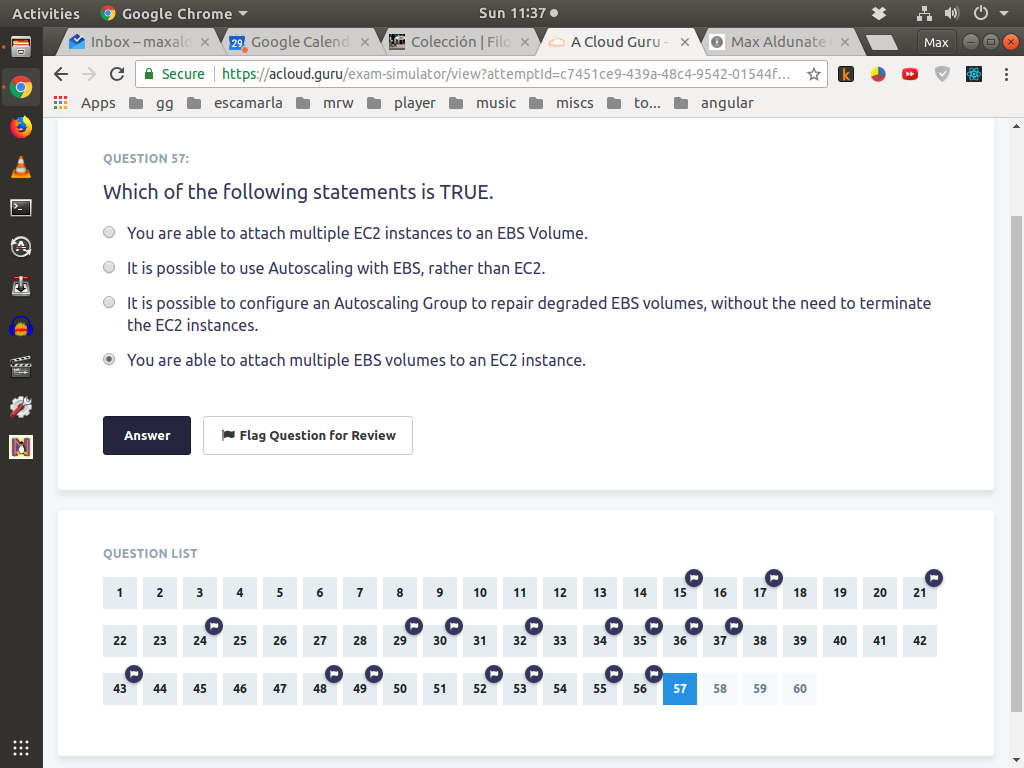 Activities
Google Chrome
Sun 11:37
Inbox – maxald
29
Google Calend
Colección | Filo
A Cloud Guru -
Max Aldunate
Max
Secure
https://acloud.guru/exam-simulator/view?attemptId=c7451ce9-439a-48c4-9542-01544f...
Apps
gg
escamarla
mrw
player
music
miscs
to...
angular
QUESTION 57:
Which of the following statements is TRUE.
You are able to attach multiple EC2 instances to an EBS Volume.
It is possible to use Autoscaling with EBS, rather than EC2.
It is possible to configure an Autoscaling Group to repair degraded EBS volumes, without the need to terminate
the EC2 instances.
You are able to attach multiple EBS volumes to an EC2 instance.
Answer
Flag Question for Review
QUESTION LIST
1 2 3 4 5 6 7 8 9 10 11 12 13 14 15 16 17 18 19 20 21
22 23 24 25 26 27 28 29 30 31 32 33 34 35 36 37 38 39 40 41 42
43 44 45 46 47 48 49 50 51 52 53 54 55 56 57 58 59 60